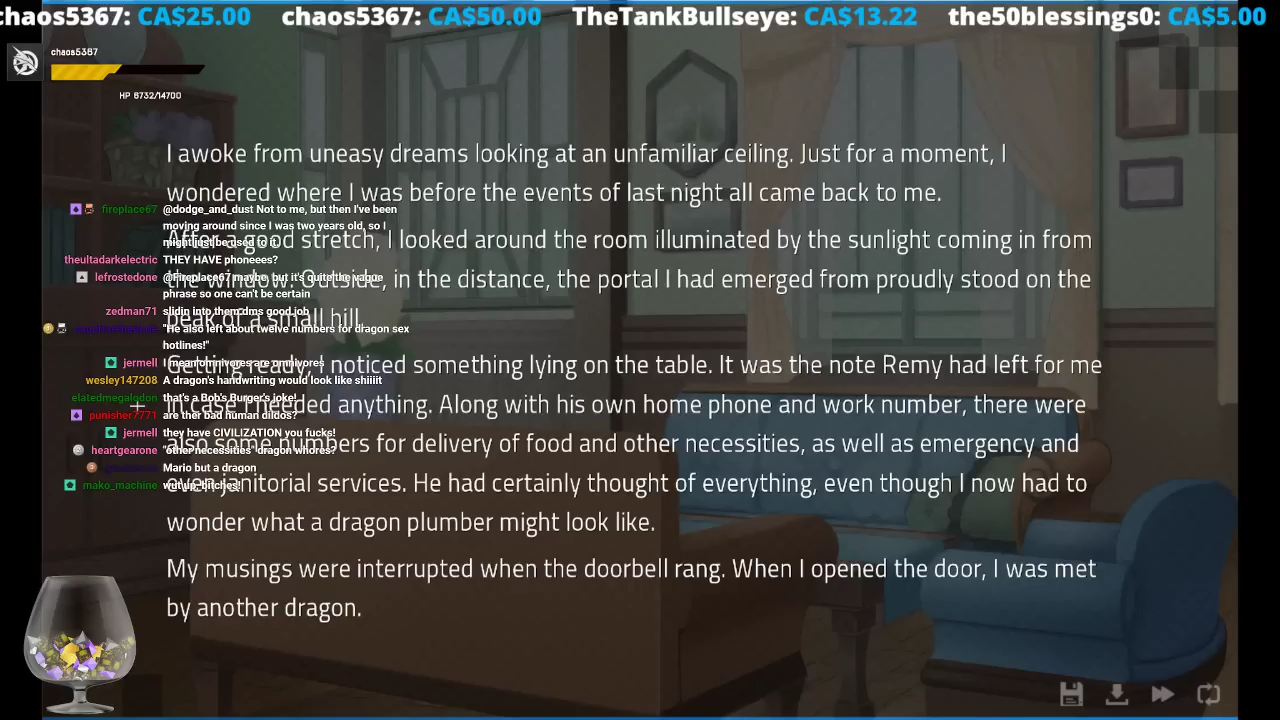 chaos5367: CA$25.00 chaos5367: CA$50.00 TheTankBullseye: CA$13.22 the50blessings0: CA$5.00
chaos5367
HP 8732/14700
I awoke from uneasy dreams looking at an unfamiliar ceiling. Just for a moment, I
wondered where I was before the events of last night all came back to me.
After a good stretch, I looked around the room illuminated by the sunlight coming in from
the window. Outside, in the distance, the portal I had emerged from proudly stood on the
peak of a small hill.
Getting ready, I noticed something lying on the table. It was the note Remy had left for me
in case I needed anything. Along with his own home phone and work number, there were
also some numbers for delivery of food and other necessities, as well as emergency and
janitorial services. He had certainly thought of everything, even though I now had to
wonder what a dragon plumber might look like.
My musings were interrupted when the doorbell rang. When I opened the door, I was met
by another dragon.
fireplace67 @dodge_and_dust Not to me, but then I've been
moving around since I was two years old, so I
might just be used to it.
theultadarkelectric THEY HAVE phoneees?
lefrostedone @Fireplace67 maybe, but it's quite the vague
phrase so one can't be certain
zedman71 slidin into them dms good job
"He also left about twelve numbers for dragon sex
hotlines!"
jermell I mean omnivores are omnivores
wesley147208 A dragon's handwriting would look like shiiiit
elatedmegalodon that's a Bob's Burger's joke!
punisher7771 are ther bad human dildos?
jermell they have CIVILIZATION you fucks!
heartgearone "other necessities" dragon whores?
Mario but a dragon
mako_machine wut up, bitches!